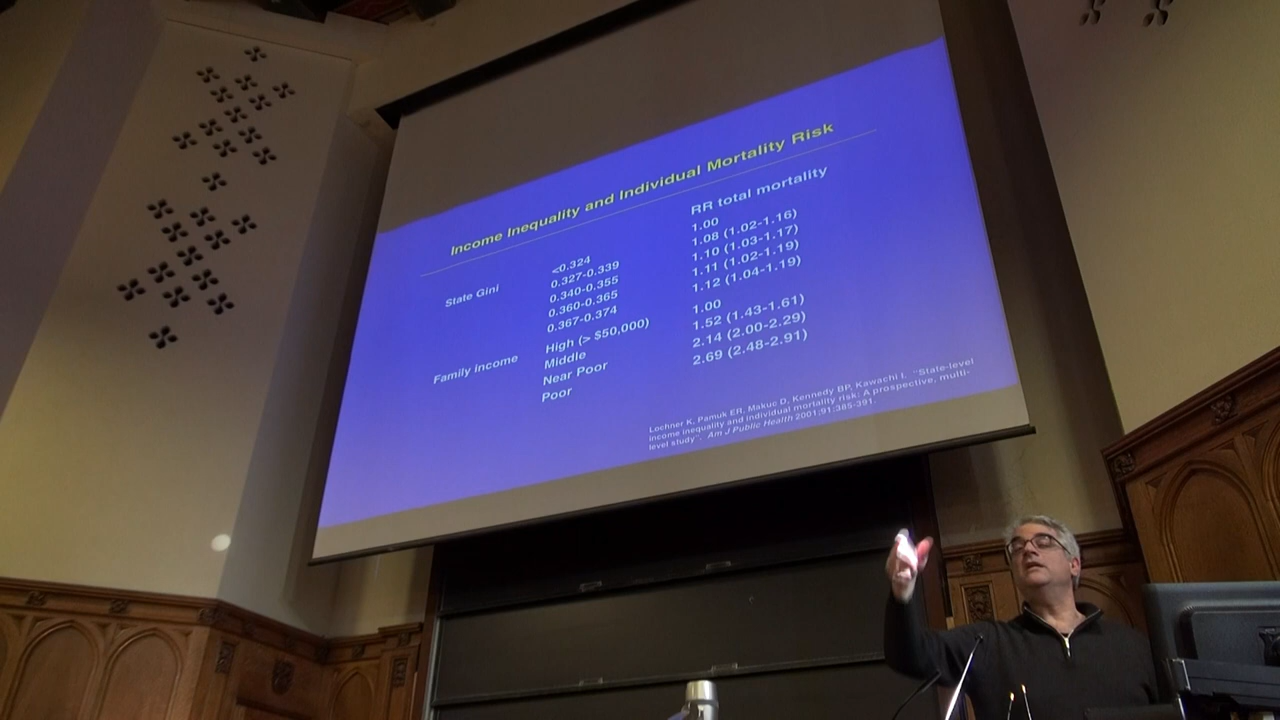 Income Inequality and Individual Mortality Risk
RR total mortality
State Gini
<0.324 1.00
0.327-0.339 1.08 (1.02-1.16)
0.340-0.355 1.10 (1.03-1.17)
0.360-0.365 1.11 (1.02-1.19)
0.367-0.374 1.12 (1.04-1.19)
Family Income
High (> $50,000) 1.00
Middle 1.52 (1.43-1.61)
Near Poor 2.14 (2.00-2.29)
Poor 2.69 (2.48-2.91)
Lochner K, Pamuk ER, Makuc D, Kennedy BP, Kawachi I. "State-level
income inequality and individual mortality risk: A prospective, multi-
level study". Am J Public Health 2001;91:385-391.